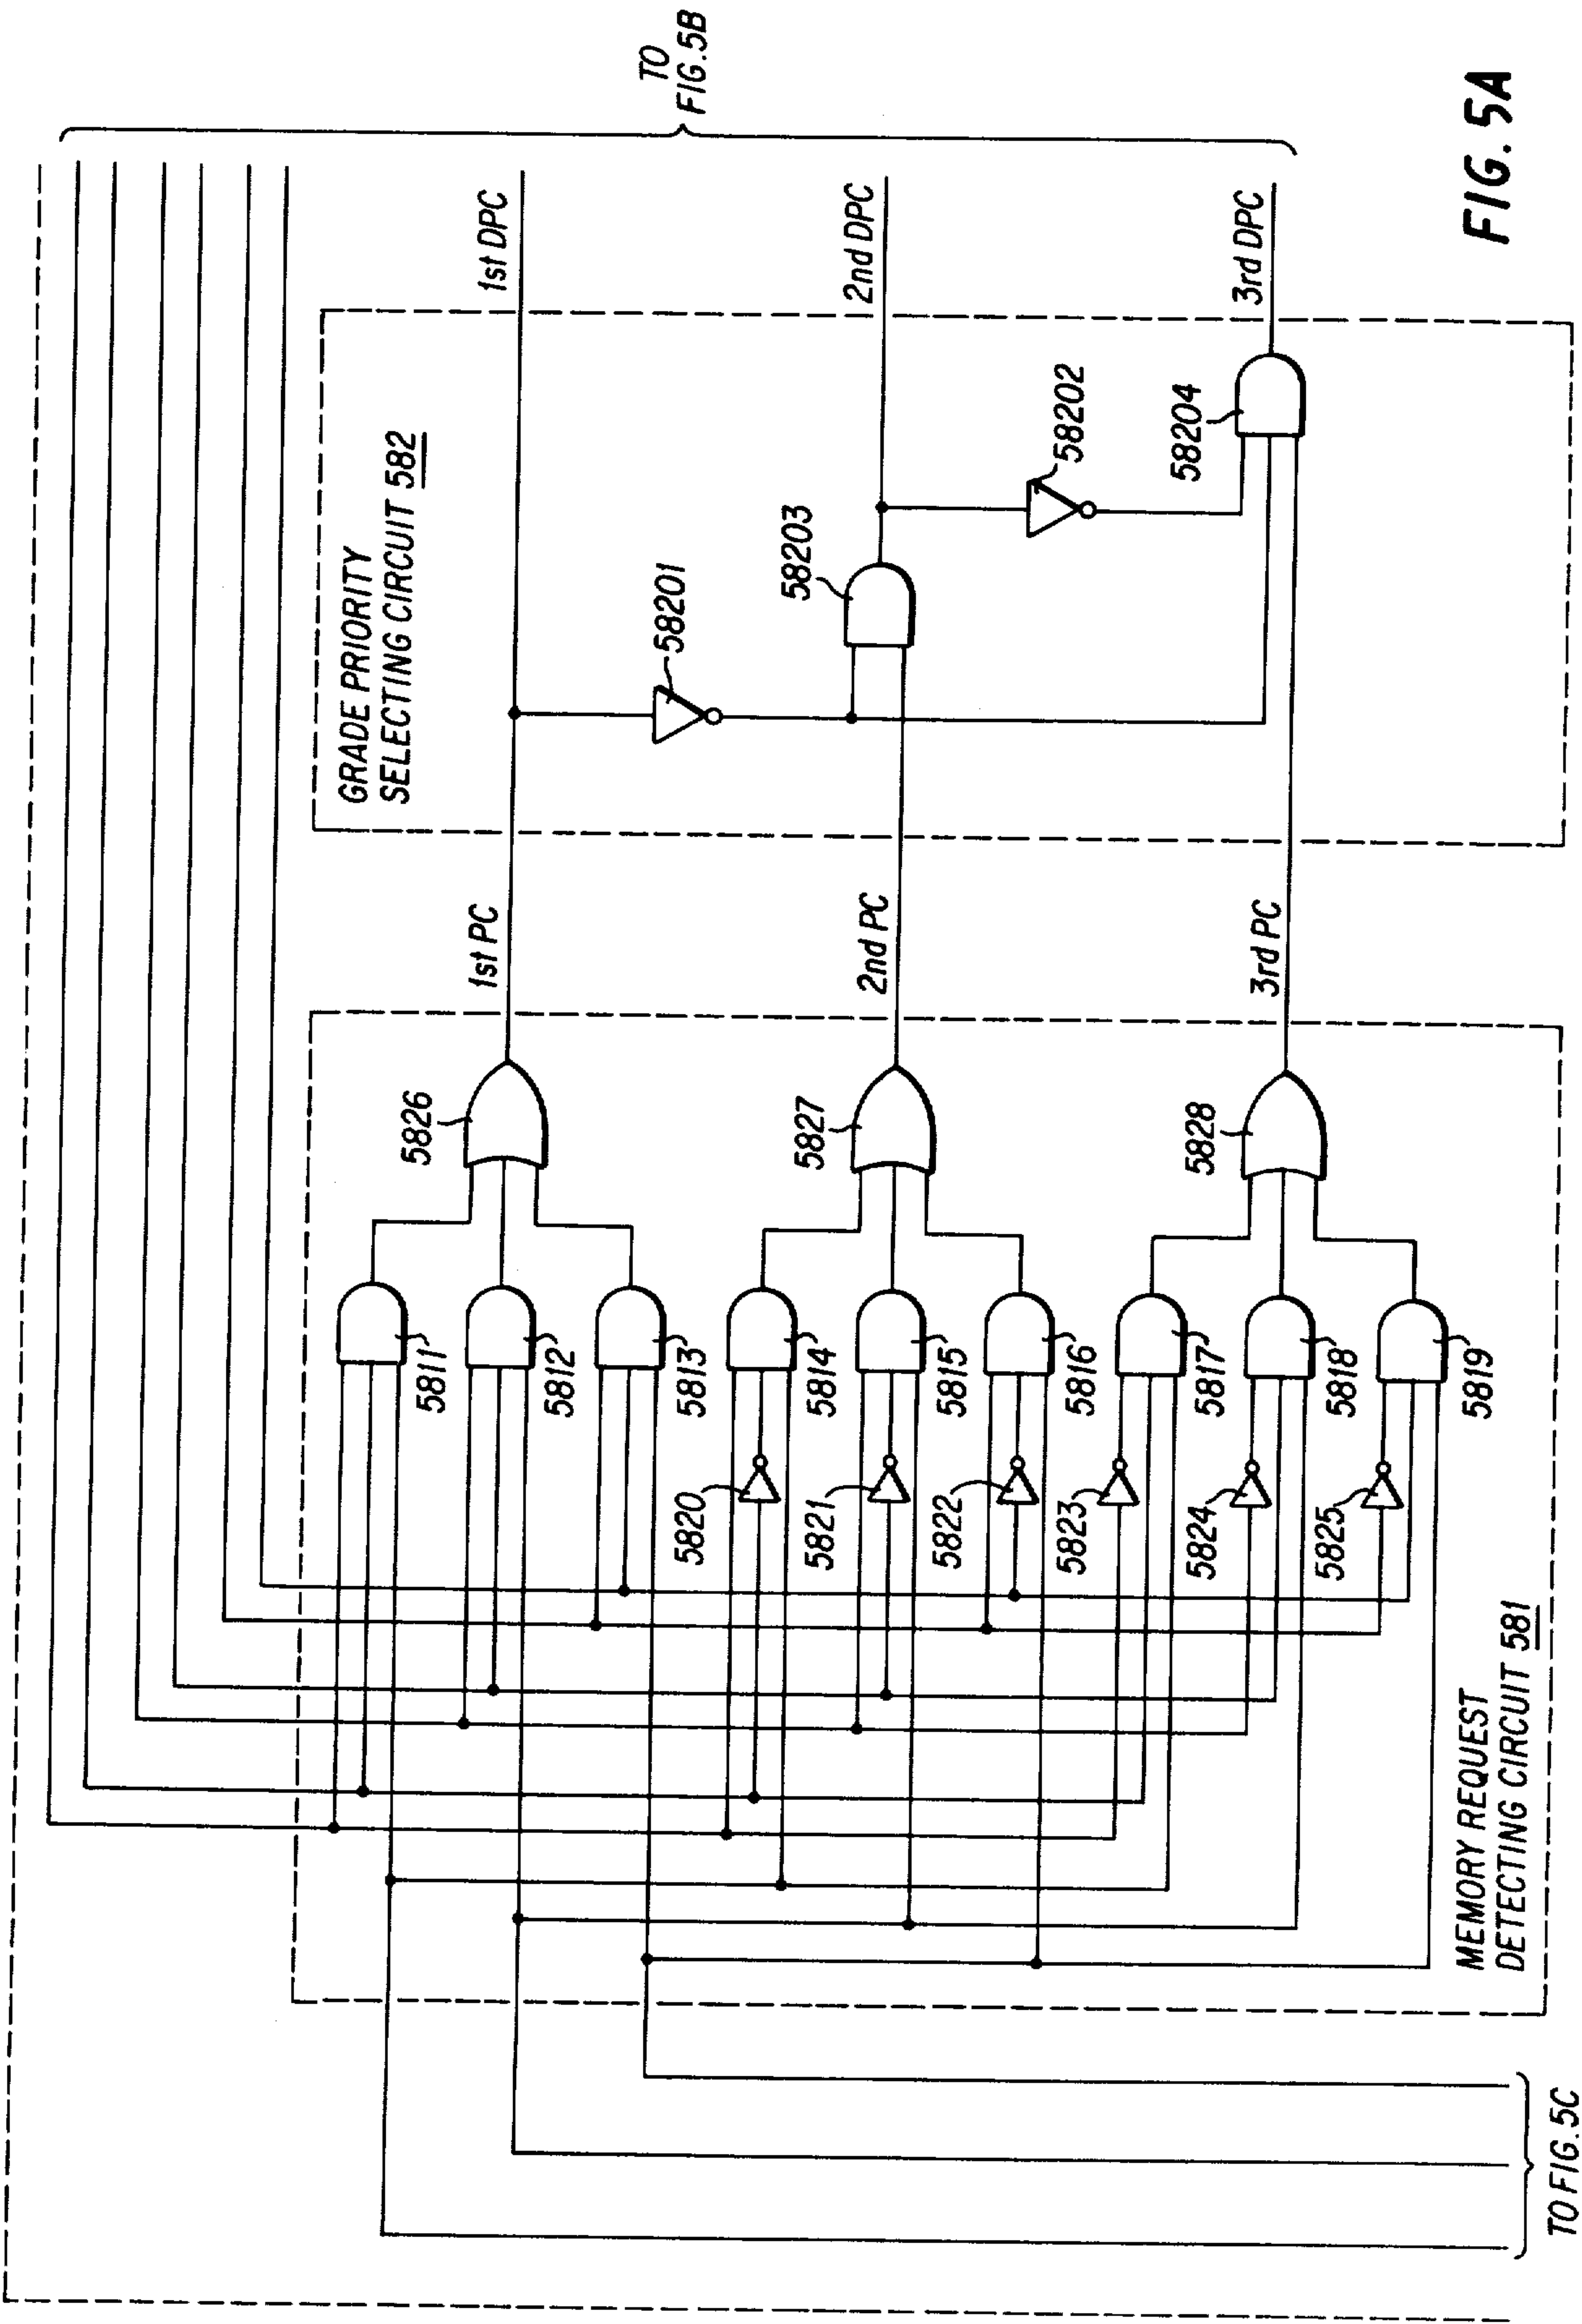 TO
FIG.5B
1st DPC
2nd DPC
3rd DPC
GRADE PRIORITY
SELECTING CIRCUIT 582
58201
58203
58202
58204
1st PC
2nd PC
3rd PC
5826
5827
5828
5811
5812
5813
5814
5815
5816
5817
5818
5819
5820
5821
5822
5823
5824
5825
MEMORY REQUEST
DETECTING CIRCUIT 581
TO FIG.5C
FIG. 5A